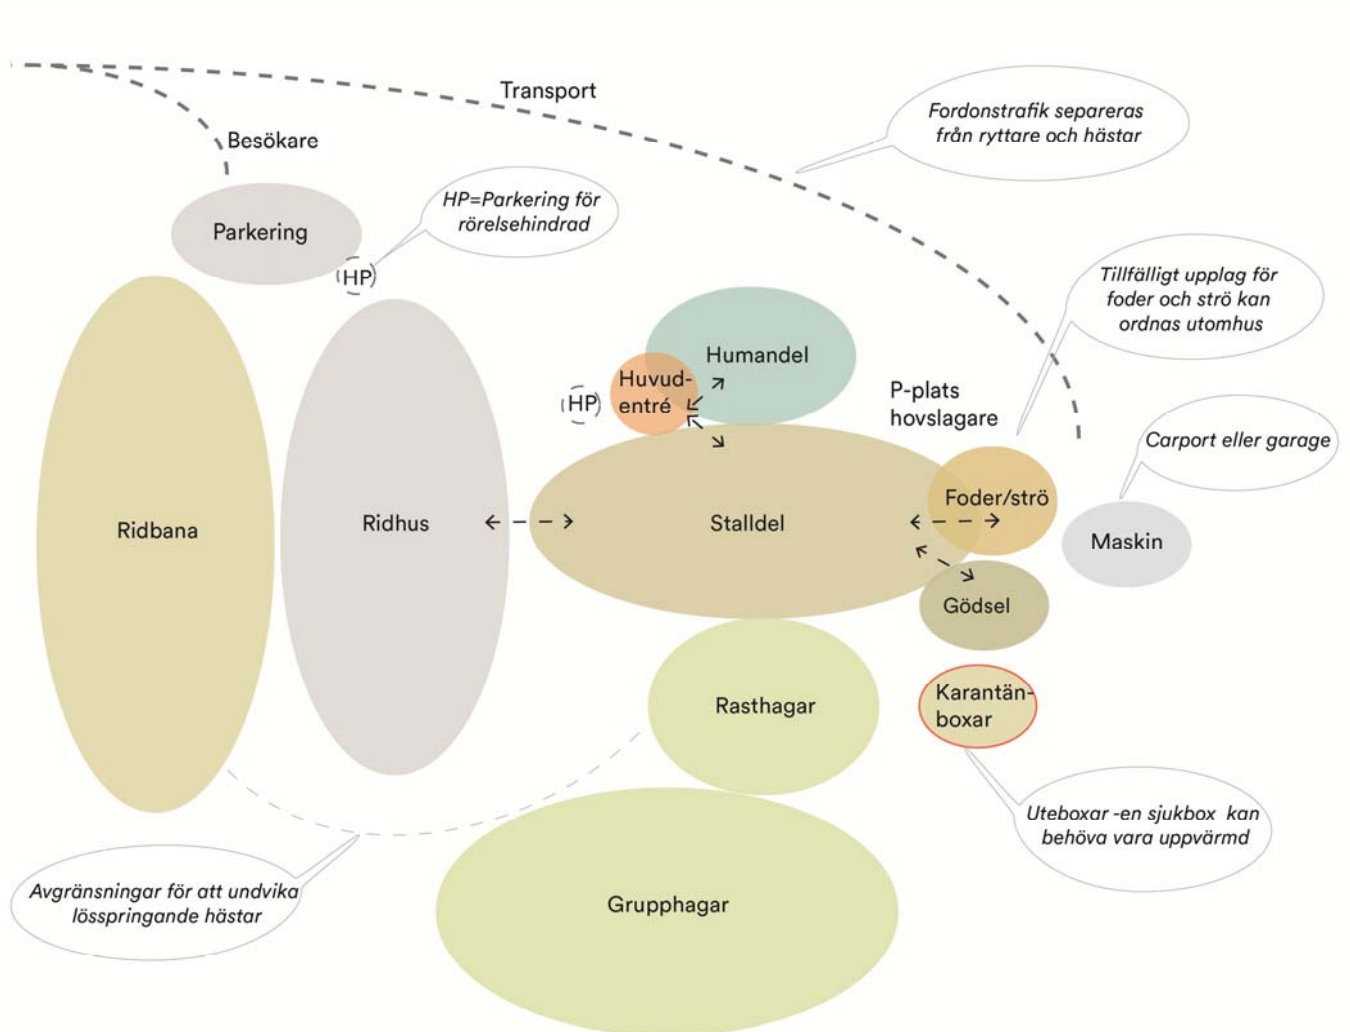 Transport
Besökare
Fordonstrafik separeras
från ryttare och hästar
HP=Parkering för
rörelsehindrad
Parkering
HP
Tillfälligt upplag för
foder och strö kan
ordnas utomhus
Humandel
Huvud-
entré
HP
P-plats
hovslagare
Carport eller garage
Ridbana
Ridhus
Stalldel
Foder/strö
Maskin
Gödsel
Rasthagar
Karantän-
boxar
Uteboxar -en sjukbox kan
behöva vara uppvärmd
Avgränsningar för att undvika
lösspringande hästar
Grupphagar